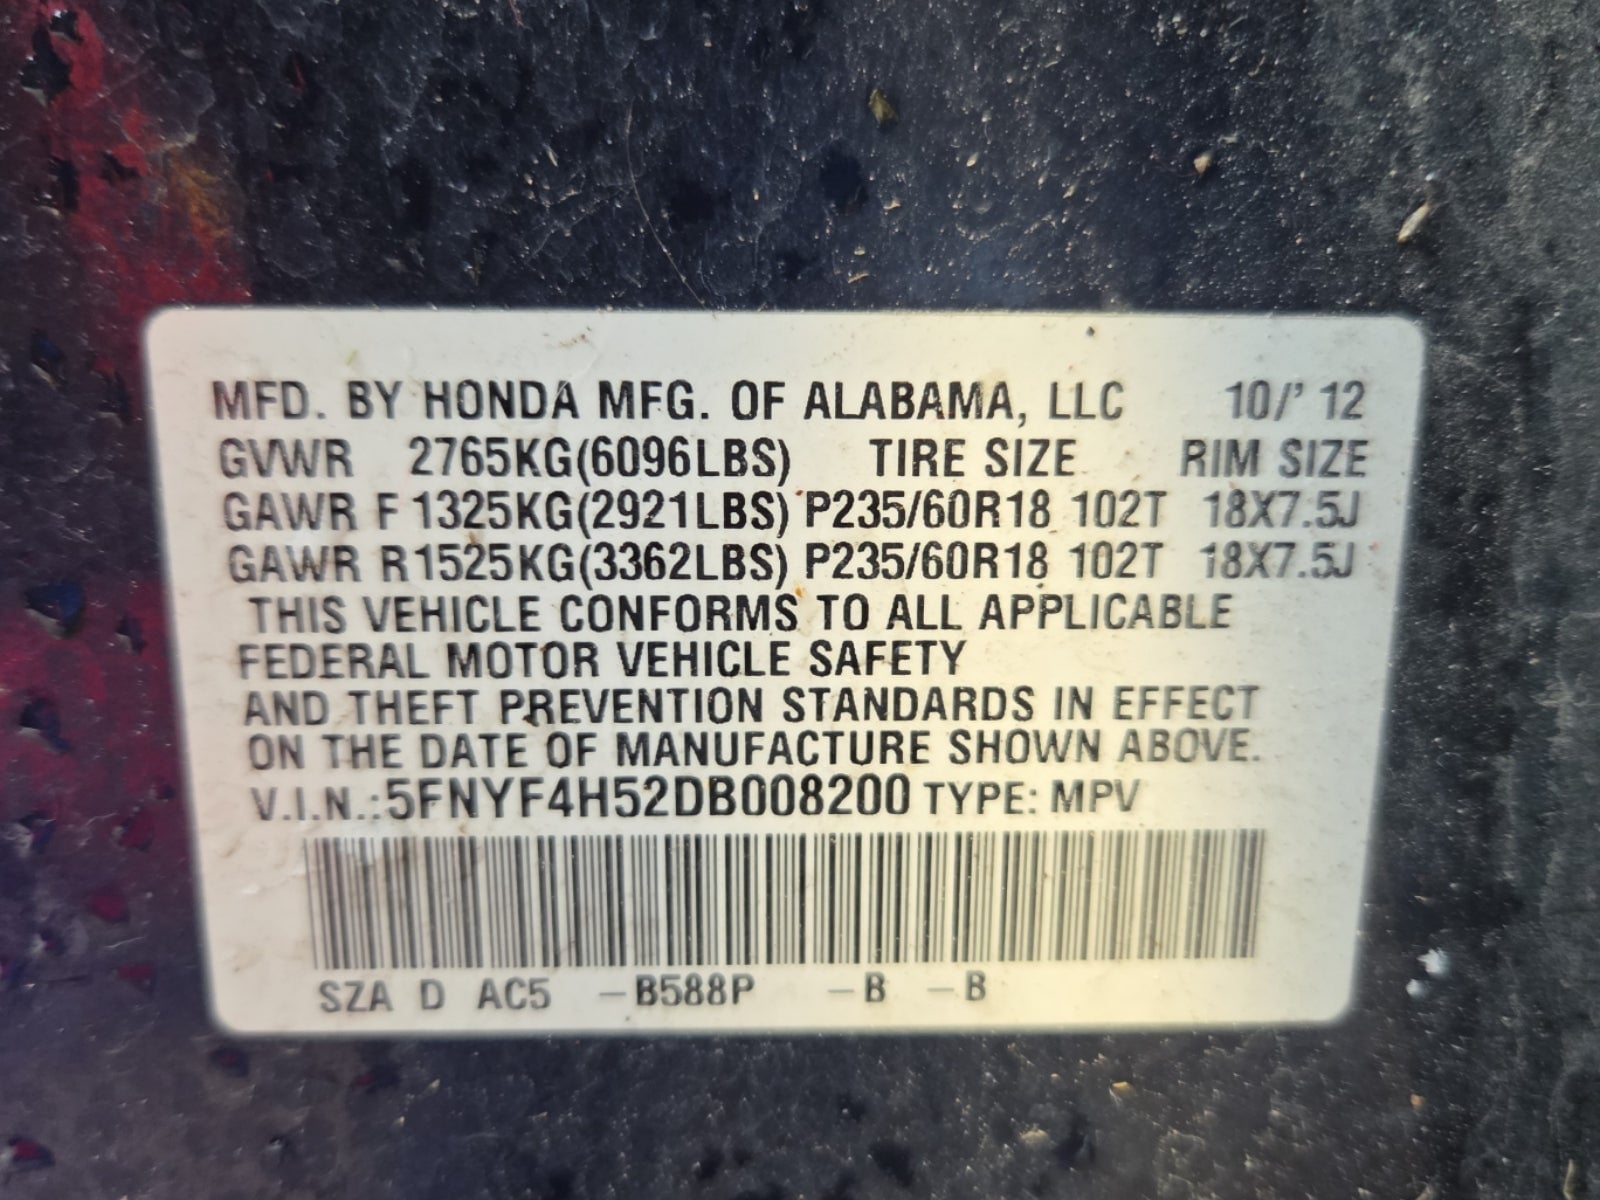 MFD. BY HONDA MFG. OF ALABAMA, LLC 10/' 12
GVWR 2765KG(6096LBS) TIRE SIZE RIM SIZE
GAWR F 1325KG(2921LBS) P235/60R18 102T 18X7.5J
GAWR R 1525KG(3362LBS) P235/60R18 102T 18X7.5J
THIS VEHICLE CONFORMS TO ALL APPLICABLE
FEDERAL MOTOR VEHICLE SAFETY
AND THEFT PREVENTION STANDARDS IN EFFECT
ON THE DATE OF MANUFACTURE SHOWN ABOVE.
V.I.N.:5FNYF4H52DB008200 TYPE: MPV
SZA D AC5 –B588P –B –B